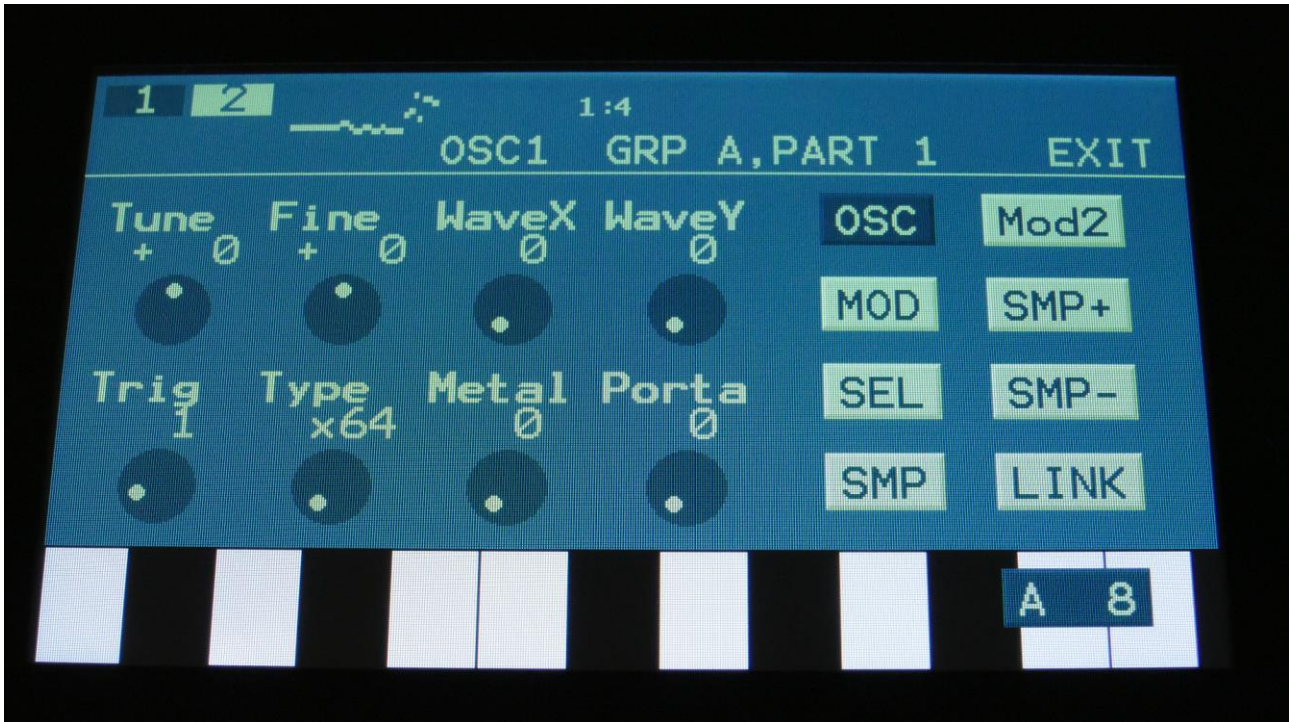 1 2 1:4
OSC1 GRP A,PART 1 EXIT
Tune Fine WaveX WaveY OSC Mod2
+ 0 + 0 0 0
MOD SMP+
Trig Type Metal Porta SEL SMP-
1 x64 0 0
SMP LINK
A 8